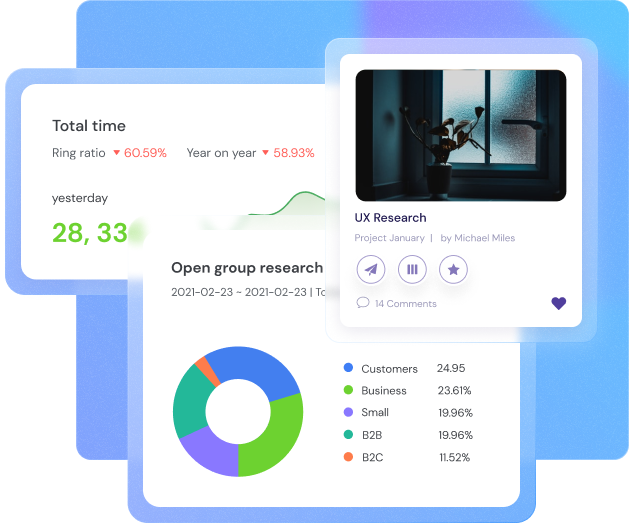 Total time
Ring ratio 60.59% Year on year 58.93%
yesterday
28, 33
Open group research
2021-02-23 ~ 2021-02-23 |
UX Research
Project January | by Michael Miles
14 Comments
Customers 24.95
Business 23.61%
Small 19.96%
B2B 19.96%
B2C 11.52%